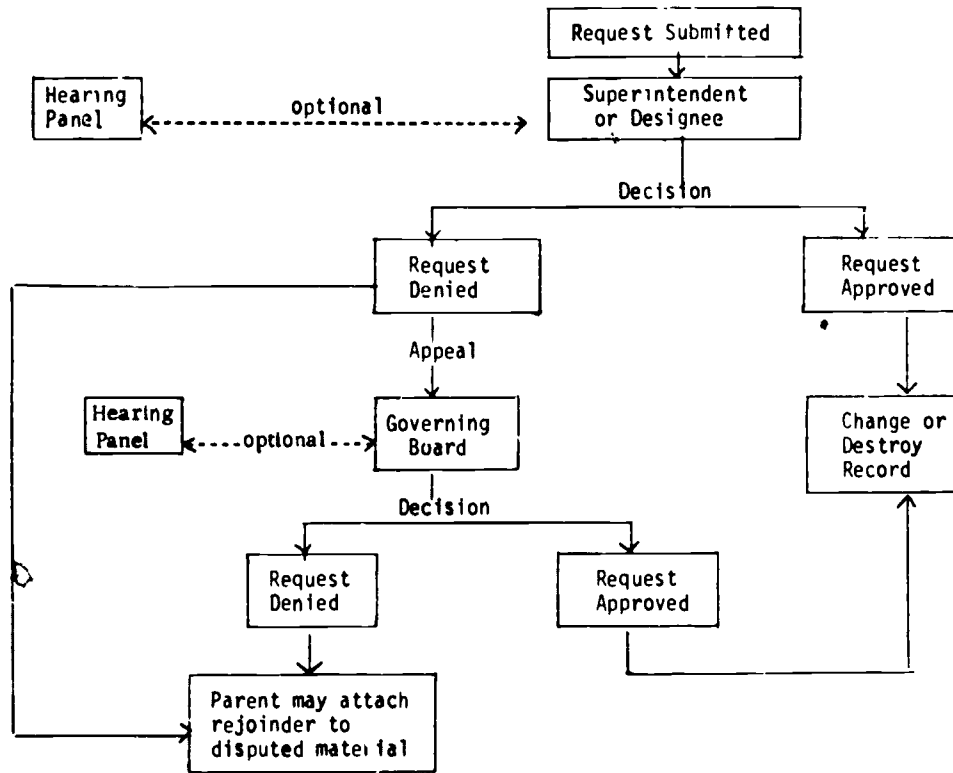 Request Submitted
Superintendent
or Designee
Hearing
Panel
optional
Decision
Request
Denied
Request
Approved
Appeal
Hearing
Panel
optional
Governing
Board
Change or
Destroy
Record
Decision
Request
Denied
Request
Approved
Parent may attach
rejoinder to
disputed material